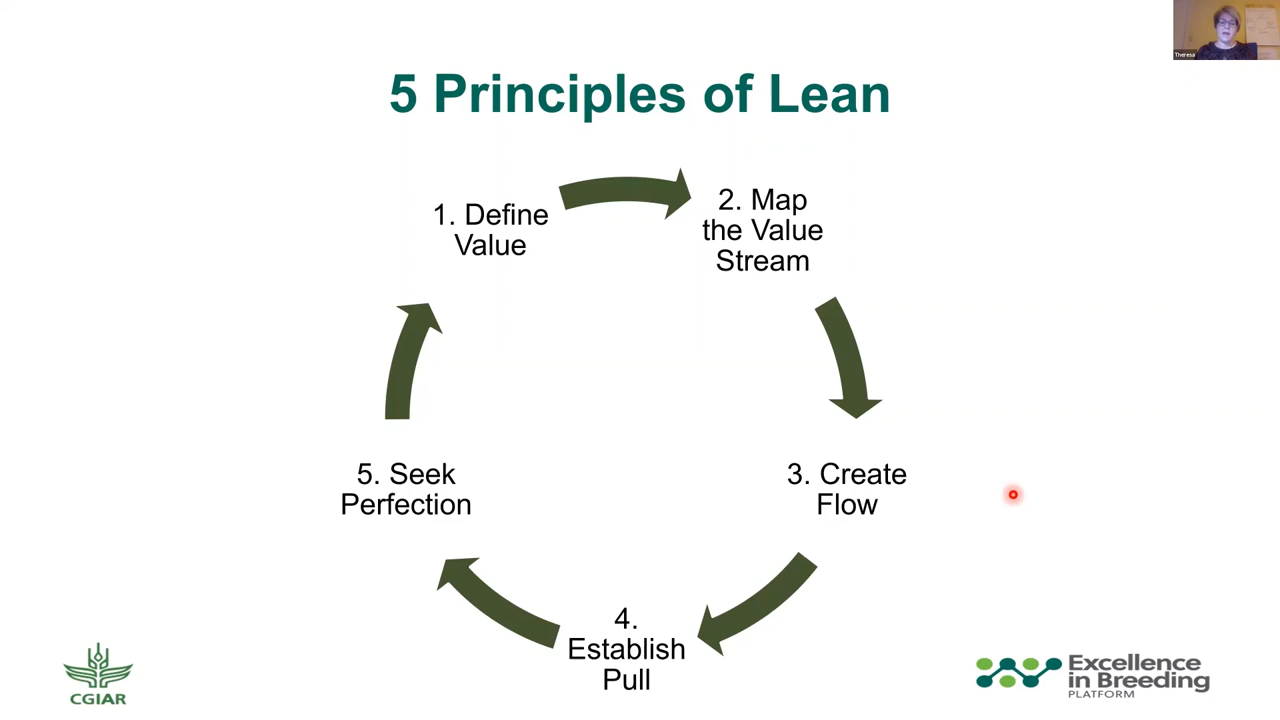 Theresa
5 Principles of Lean
1. Define
Value
2. Map
the Value
Stream
3. Create
Flow
4.
Establish
Pull
5. Seek
Perfection
CGIAR
Excellence
in Breeding
PLATFORM